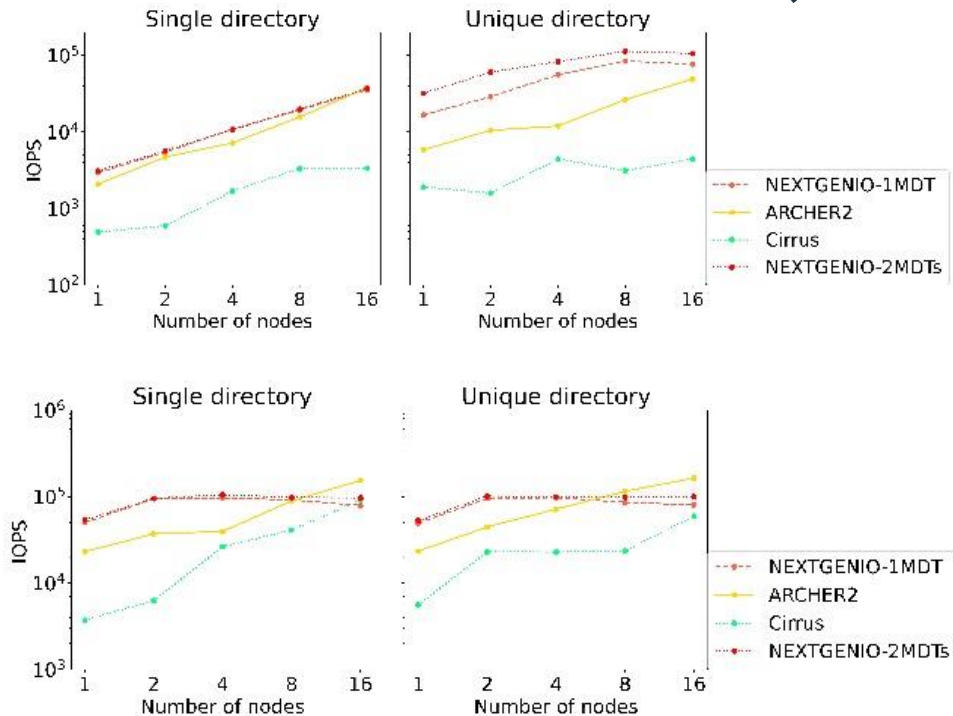 Single directory
Unique directory
10^5
10^4
10^3
10^2
IOPS
1 2 4 8 16
Number of nodes
1 2 4 8 16
Number of nodes
NEXTGENIO-1MDT
ARCHER2
Cirrus
NEXTGENIO-2MDTs
Single directory
Unique directory
10^6
10^5
10^4
10^3
IOPS
1 2 4 8 16
Number of nodes
1 2 4 8 16
Number of nodes
NEXTGENIO-1MDT
ARCHER2
Cirrus
NEXTGENIO-2MDTs